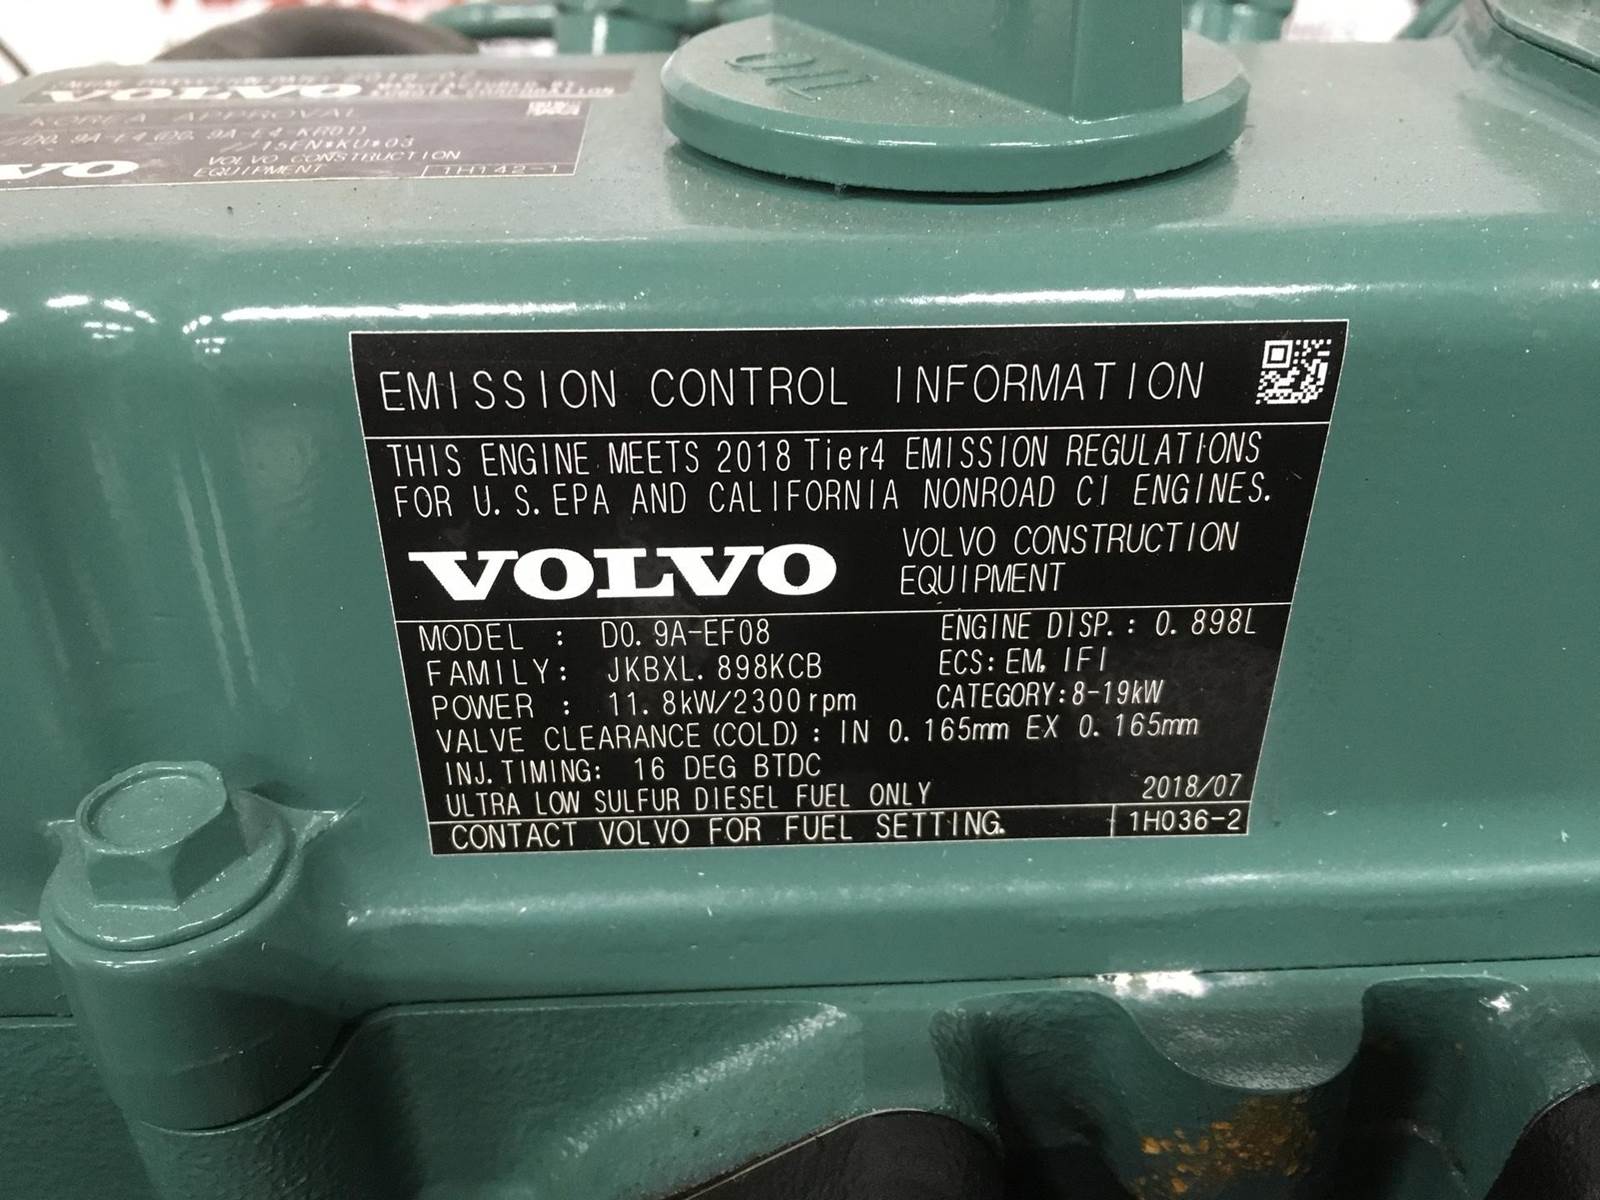 2018/07
VOLVO
KOREA APPROVAL
VOLVO
VOLVO CONSTRUCTION
EQUIPMENT
1H142-1
OIL
EMISSION CONTROL INFORMATION
THIS ENGINE MEETS 2018 Tier4 EMISSION REGULATIONS
FOR U.S.EPA AND CALIFORNIA NONROAD CI ENGINES.
VOLVO
VOLVO CONSTRUCTION
EQUIPMENT
MODEL : D0.9A-EF08 ENGINE DISP.: 0.898L
FAMILY: JKBXL.898KCB ECS: EM, IFI
POWER : 11.8kW/2300rpm CATEGORY:8-19kW
VALVE CLEARANCE (COLD) : IN 0.165mm EX 0.165mm
INJ.TIMING: 16 DEG BTDC
ULTRA LOW SULFUR DIESEL FUEL ONLY 2018/07
CONTACT VOLVO FOR FUEL SETTING. 1H036-2